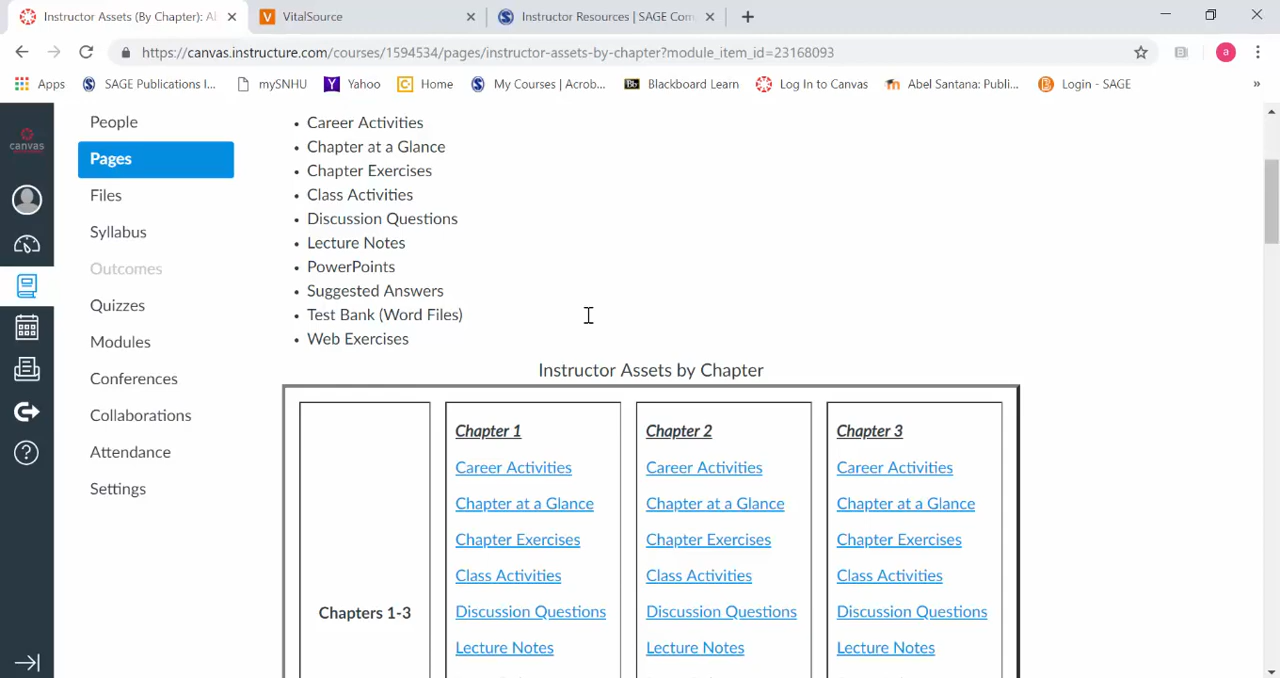 Instructor Assets (By Chapter): Al
VitalSource
Instructor Resources | SAGE Com
https://canvas.instructure.com/courses/1594534/pages/instructor-assets-by-chapter?module_item_id=23168093
a
Apps
SAGE Publications I...
mySNHU
Yahoo
Home
My Courses | Acrob...
Blackboard Learn
Log In to Canvas
Abel Santana: Publi...
Login - SAGE
»
canvas
People
Pages
Files
Syllabus
Outcomes
Quizzes
Modules
Conferences
Collaborations
Attendance
Settings
• Career Activities
• Chapter at a Glance
• Chapter Exercises
• Class Activities
• Discussion Questions
• Lecture Notes
• PowerPoints
• Suggested Answers
• Test Bank (Word Files)
• Web Exercises
Instructor Assets by Chapter
Chapters 1-3
Chapter 1
Career Activities
Chapter at a Glance
Chapter Exercises
Class Activities
Discussion Questions
Lecture Notes
Chapter 2
Career Activities
Chapter at a Glance
Chapter Exercises
Class Activities
Discussion Questions
Lecture Notes
Chapter 3
Career Activities
Chapter at a Glance
Chapter Exercises
Class Activities
Discussion Questions
Lecture Notes